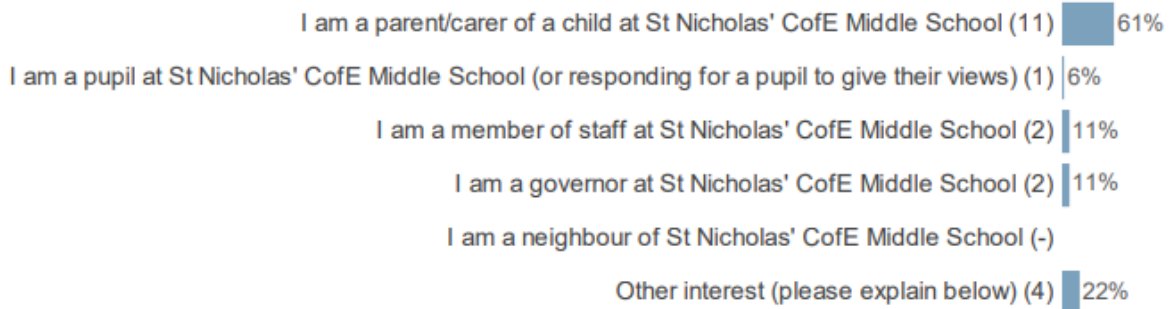 I am a parent/carer of a child at St Nicholas' CofE Middle School (11) 61%
I am a pupil at St Nicholas' CofE Middle School (or responding for a pupil to give their views) (1) 6%
I am a member of staff at St Nicholas' CofE Middle School (2) 11%
I am a governor at St Nicholas' CofE Middle School (2) 11%
I am a neighbour of St Nicholas' CofE Middle School (-)
Other interest (please explain below) (4) 22%